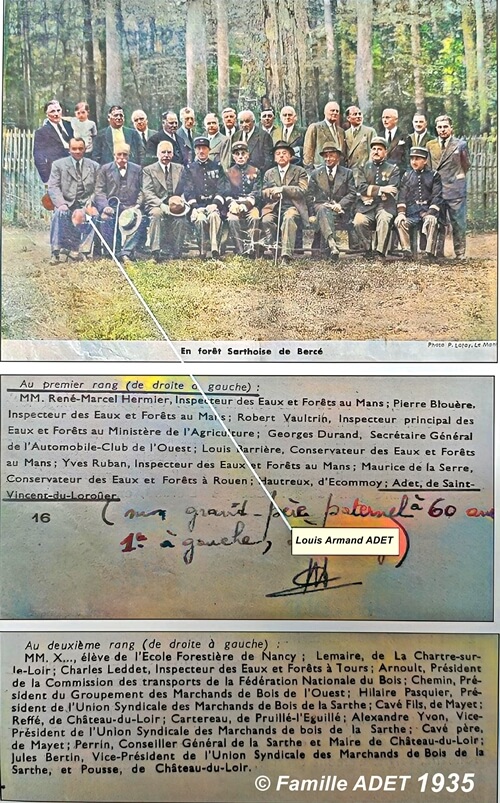 En forêt Sarthoise de Bercé
Photo P. Loray, Le Mans
Au premier rang (de droite à gauche) :
MM. René-Marcel Hermier, Inspecteur des Eaux et Forêts au Mans ; Pierre Blouère,
Inspecteur des Eaux et Forêts au Mans ; Robert Vaultrin, Inspecteur principal des
Eaux et Forêts au Ministère de l'Agriculture ; Georges Durand, Secrétaire Général
de l'Automobile-Club de l'Ouest ; Louis Barrière, Conservateur des Eaux et Forêts
au Mans ; Yves Ruban, Inspecteur des Eaux et Forêts au Mans ; Maurice de la Serre,
Conservateur des Eaux et Forêts à Rouen ; Hautreux, d'Ecommoy ; Adet, de Saint-
Vincent-du-Lorouër.
16
(mon grand-père paternel à 60 ans
1er à gauche,
Louis Armand ADET
Au deuxième rang (de droite à gauche) :
MM. X..., élève de l'Ecole Forestière de Nancy ; Lemaire, de La Chartre-sur-
le-Loir ; Charles Leddet, Inspecteur des Eaux et Forêts à Tours ; Arnoult, Président
de la Commission des transports de la Fédération Nationale du Bois ; Chemin, Pré-
sident du Groupement des Marchands de Bois de l'Ouest ; Hilaire Pasquier, Pré-
sident de l'Union Syndicale des Marchands de Bois de la Sarthe ; Cavé Fils, de Mayet ;
Reffé, de Château-du-Loir ; Cartereau, de Pruillé-l'Eguillé ; Alexandre Yvon, Vice-
Président de l'Union Syndicale des Marchands de bois de la Sarthe ; Cavé père,
de Mayet ; Perrin, Conseiller Général de la Sarthe et Maire de Château-du-Loir ;
Jules Bertin, Vice-Président de l'Union Syndicale des Marchands de Bois de la
Sarthe, et Pousse, de Château-du-Loir.
© Famille ADET 1935